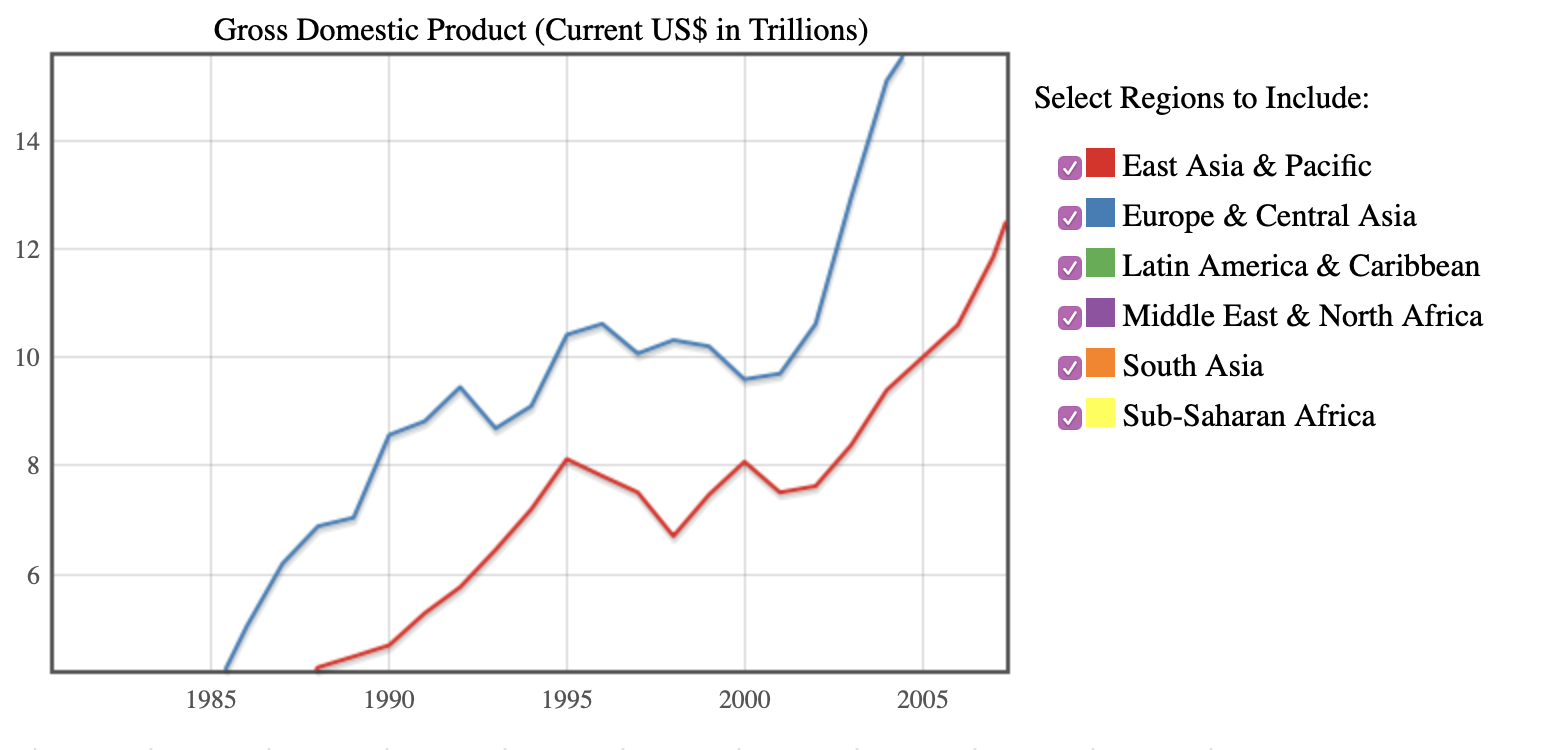 Gross Domestic Product (Current US$ in Trillions)
14
12
10
8
6
1985 1990 1995 2000 2005
Select Regions to Include:
East Asia & Pacific
Europe & Central Asia
Latin America & Caribbean
Middle East & North Africa
South Asia
Sub-Saharan Africa